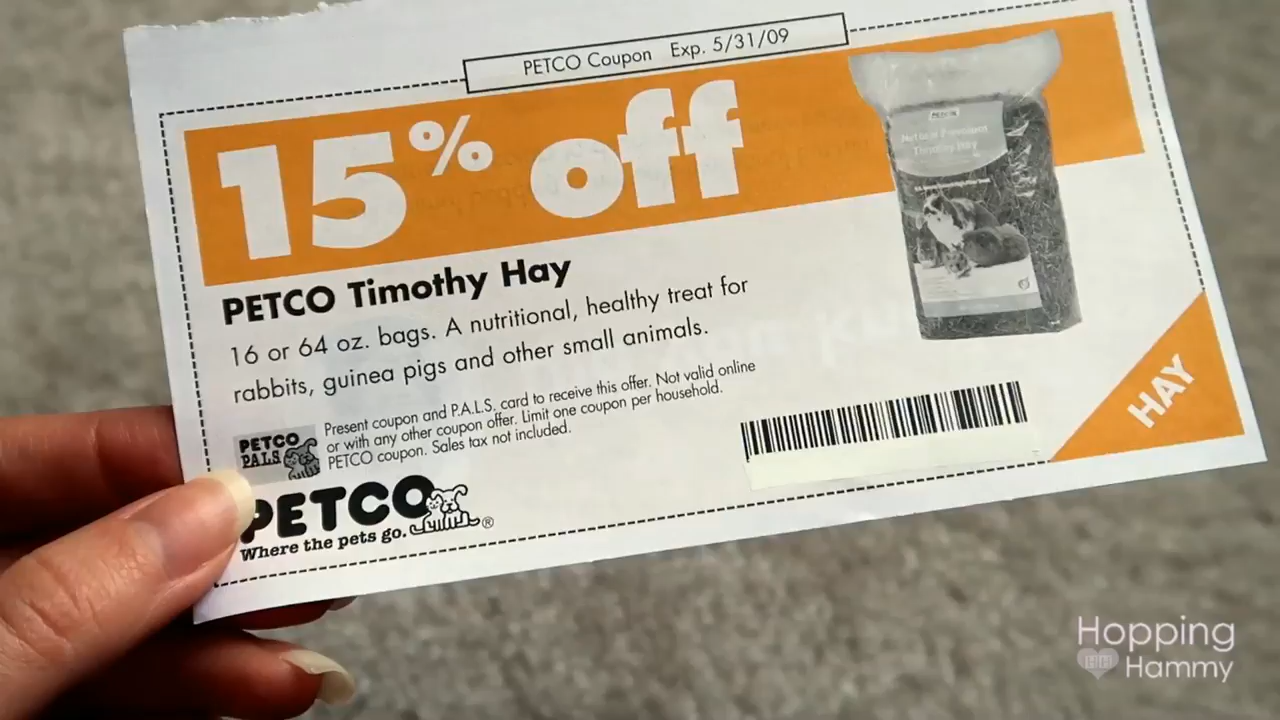 PETCO Coupon Exp. 5/31/09
15% off
PETCO Timothy Hay
16 or 64 oz. bags. A nutritional, healthy treat for
rabbits, guinea pigs and other small animals.
Present coupon and P.A.L.S. card to receive this offer. Not valid online
or with any other coupon offer. Limit one coupon per household.
PETCO coupon. Sales tax not included.
PETCO
P.A.L.S.
PETCO ®
Where the pets go.
HAY
PETCO
Timothy Hay
Hopping
HH
Hammy